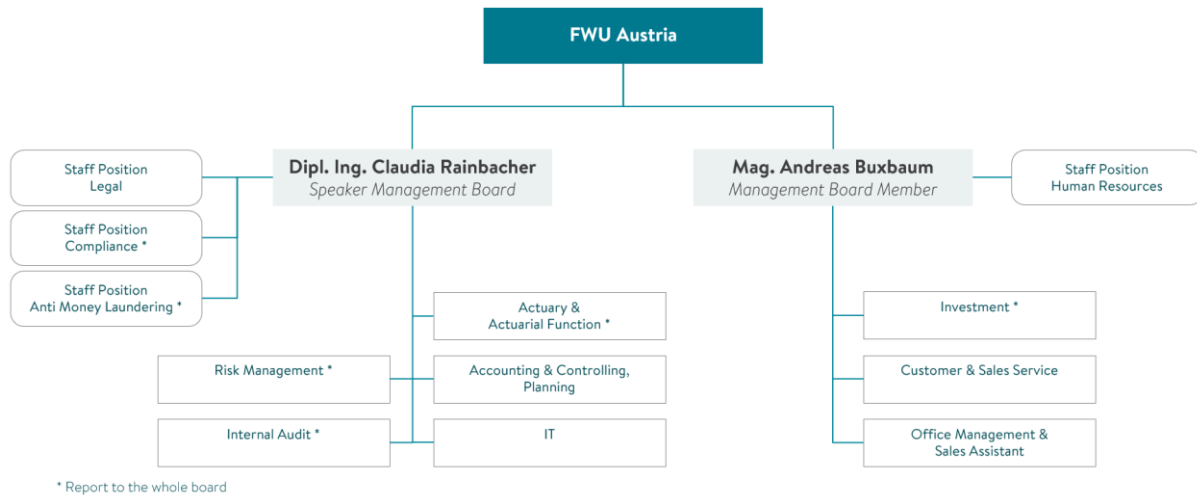 FWU Austria
Dipl. Ing. Claudia Rainbacher
Speaker Management Board
Mag. Andreas Buxbaum
Management Board Member
Staff Position
Legal
Staff Position
Compliance *
Staff Position
Anti Money Laundering *
Staff Position
Human Resources
Actuary &
Actuarial Function *
Risk Management *
Accounting & Controlling,
Planning
Internal Audit *
IT
Investment *
Customer & Sales Service
Office Management &
Sales Assistant
* Report to the whole board